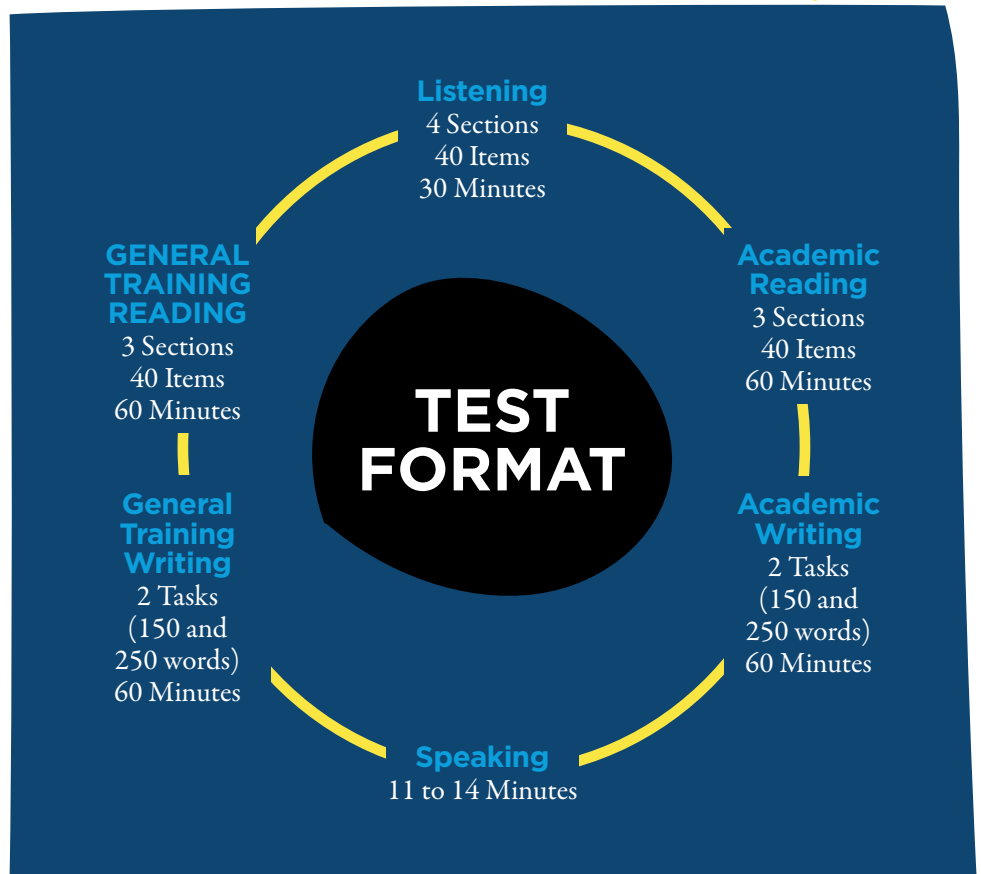 Listening
4 Sections
40 Items
30 Minutes
GENERAL
TRAINING
READING
3 Sections
40 Items
60 Minutes
Academic
Reading
3 Sections
40 Items
60 Minutes
TEST
FORMAT
General
Training
Writing
2 Tasks
(150 and
250 words)
60 Minutes
Academic
Writing
2 Tasks
(150 and
250 words)
60 Minutes
Speaking
11 to 14 Minutes